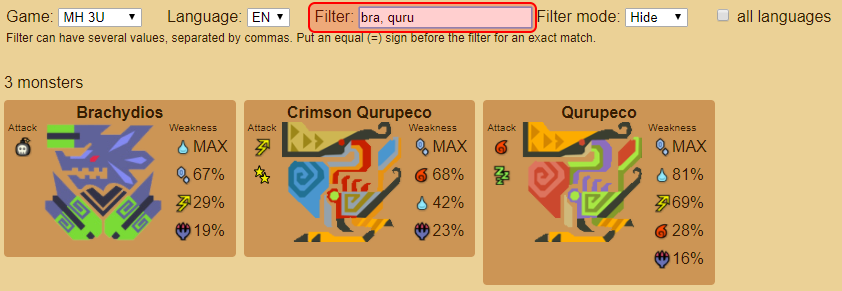 Game: MH 3U Language: EN Filter: bra, quru Filter mode: Hide all languages
Filter can have several values, separated by commas. Put an equal (=) sign before the filter for an exact match.
3 monsters
Brachydios
Attack Weakness
MAX
67%
29%
19%
Crimson Qurupeco
Attack Weakness
MAX
68%
42%
23%
Qurupeco
Attack Weakness
MAX
81%
69%
28%
16%